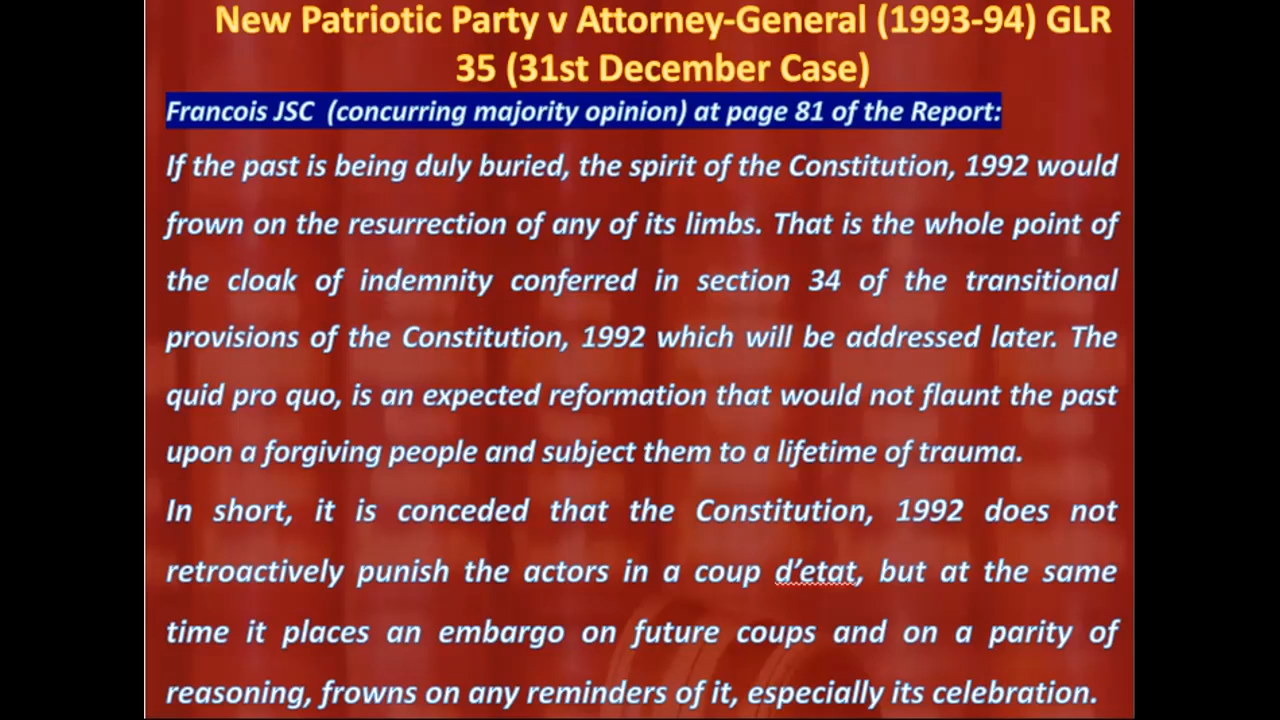 New Patriotic Party v Attorney-General (1993-94) GLR
35 (31st December Case)
Francois JSC (concurring majority opinion) at page 81 of the Report:
If the past is being duly buried, the spirit of the Constitution, 1992 would
frown on the resurrection of any of its limbs. That is the whole point of
the cloak of indemnity conferred in section 34 of the transitional
provisions of the Constitution, 1992 which will be addressed later. The
quid pro quo, is an expected reformation that would not flaunt the past
upon a forgiving people and subject them to a lifetime of trauma.
In short, it is conceded that the Constitution, 1992 does not
retroactively punish the actors in a coup d’etat, but at the same
time it places an embargo on future coups and on a parity of
reasoning, frowns on any reminders of it, especially its celebration.